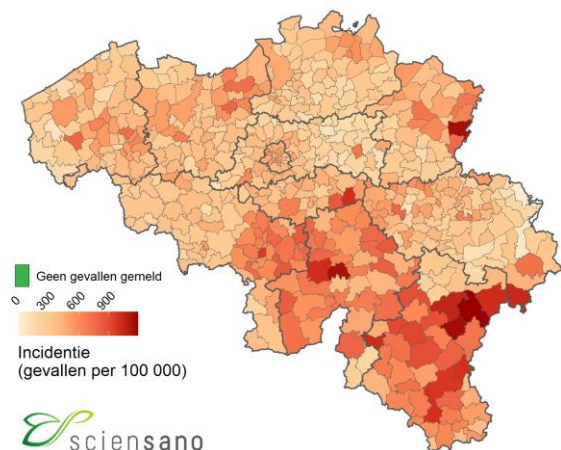 Geen gevallen gemeld
0 300 600 900
Incidentie
(gevallen per 100 000)
sciensano